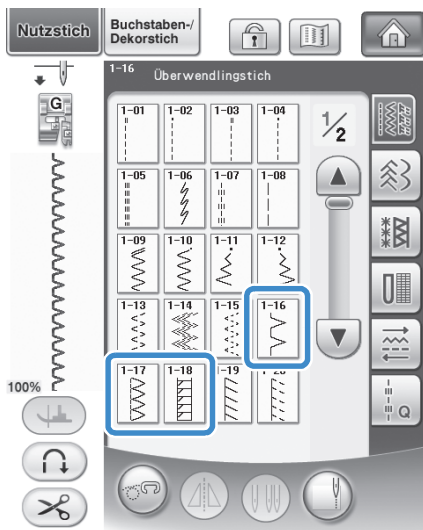 Nutzstich
Buchstaben-/
Dekorstich
1-16
Überwendlingstich
G
1-01 1-02 1-03 1-04
1/2
1-05 1-06 1-07 1-08
1-09 1-10 1-11 1-12
1-13 1-14 1-15 1-16
1-17 1-18 1-19 1-20
100%
Q